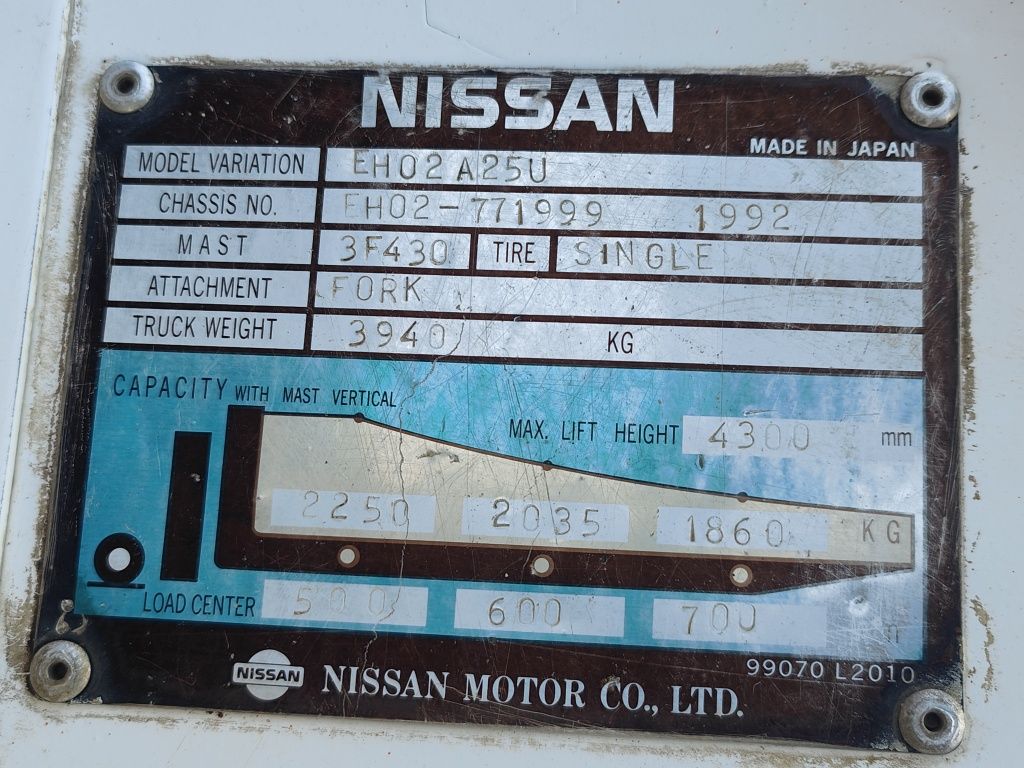 NISSAN
MADE IN JAPAN
MODEL VARIATION EH02A25U
CHASSIS NO. EH02-771999 1992
MAST 3F430 TIRE SINGLE
ATTACHMENT FORK
TRUCK WEIGHT 3940 KG
CAPACITY WITH MAST VERTICAL
MAX. LIFT HEIGHT 4300 mm
2250 2035 1860 KG
LOAD CENTER 500 600 700
99070 L2010
NISSAN NISSAN MOTOR CO., LTD.